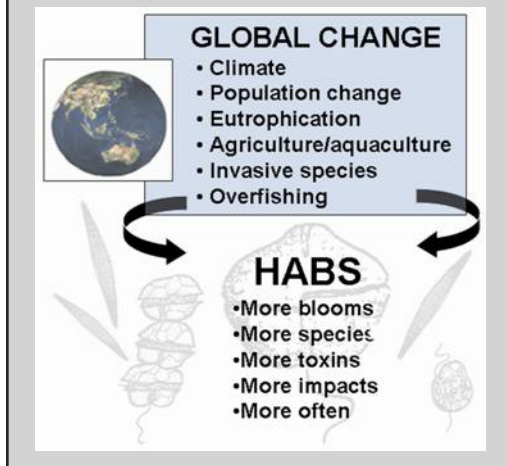 GLOBAL CHANGE
• Climate
• Population change
• Eutrophication
• Agriculture/aquaculture
• Invasive species
• Overfishing
HABS
•More blooms
•More species
•More toxins
•More impacts
•More often